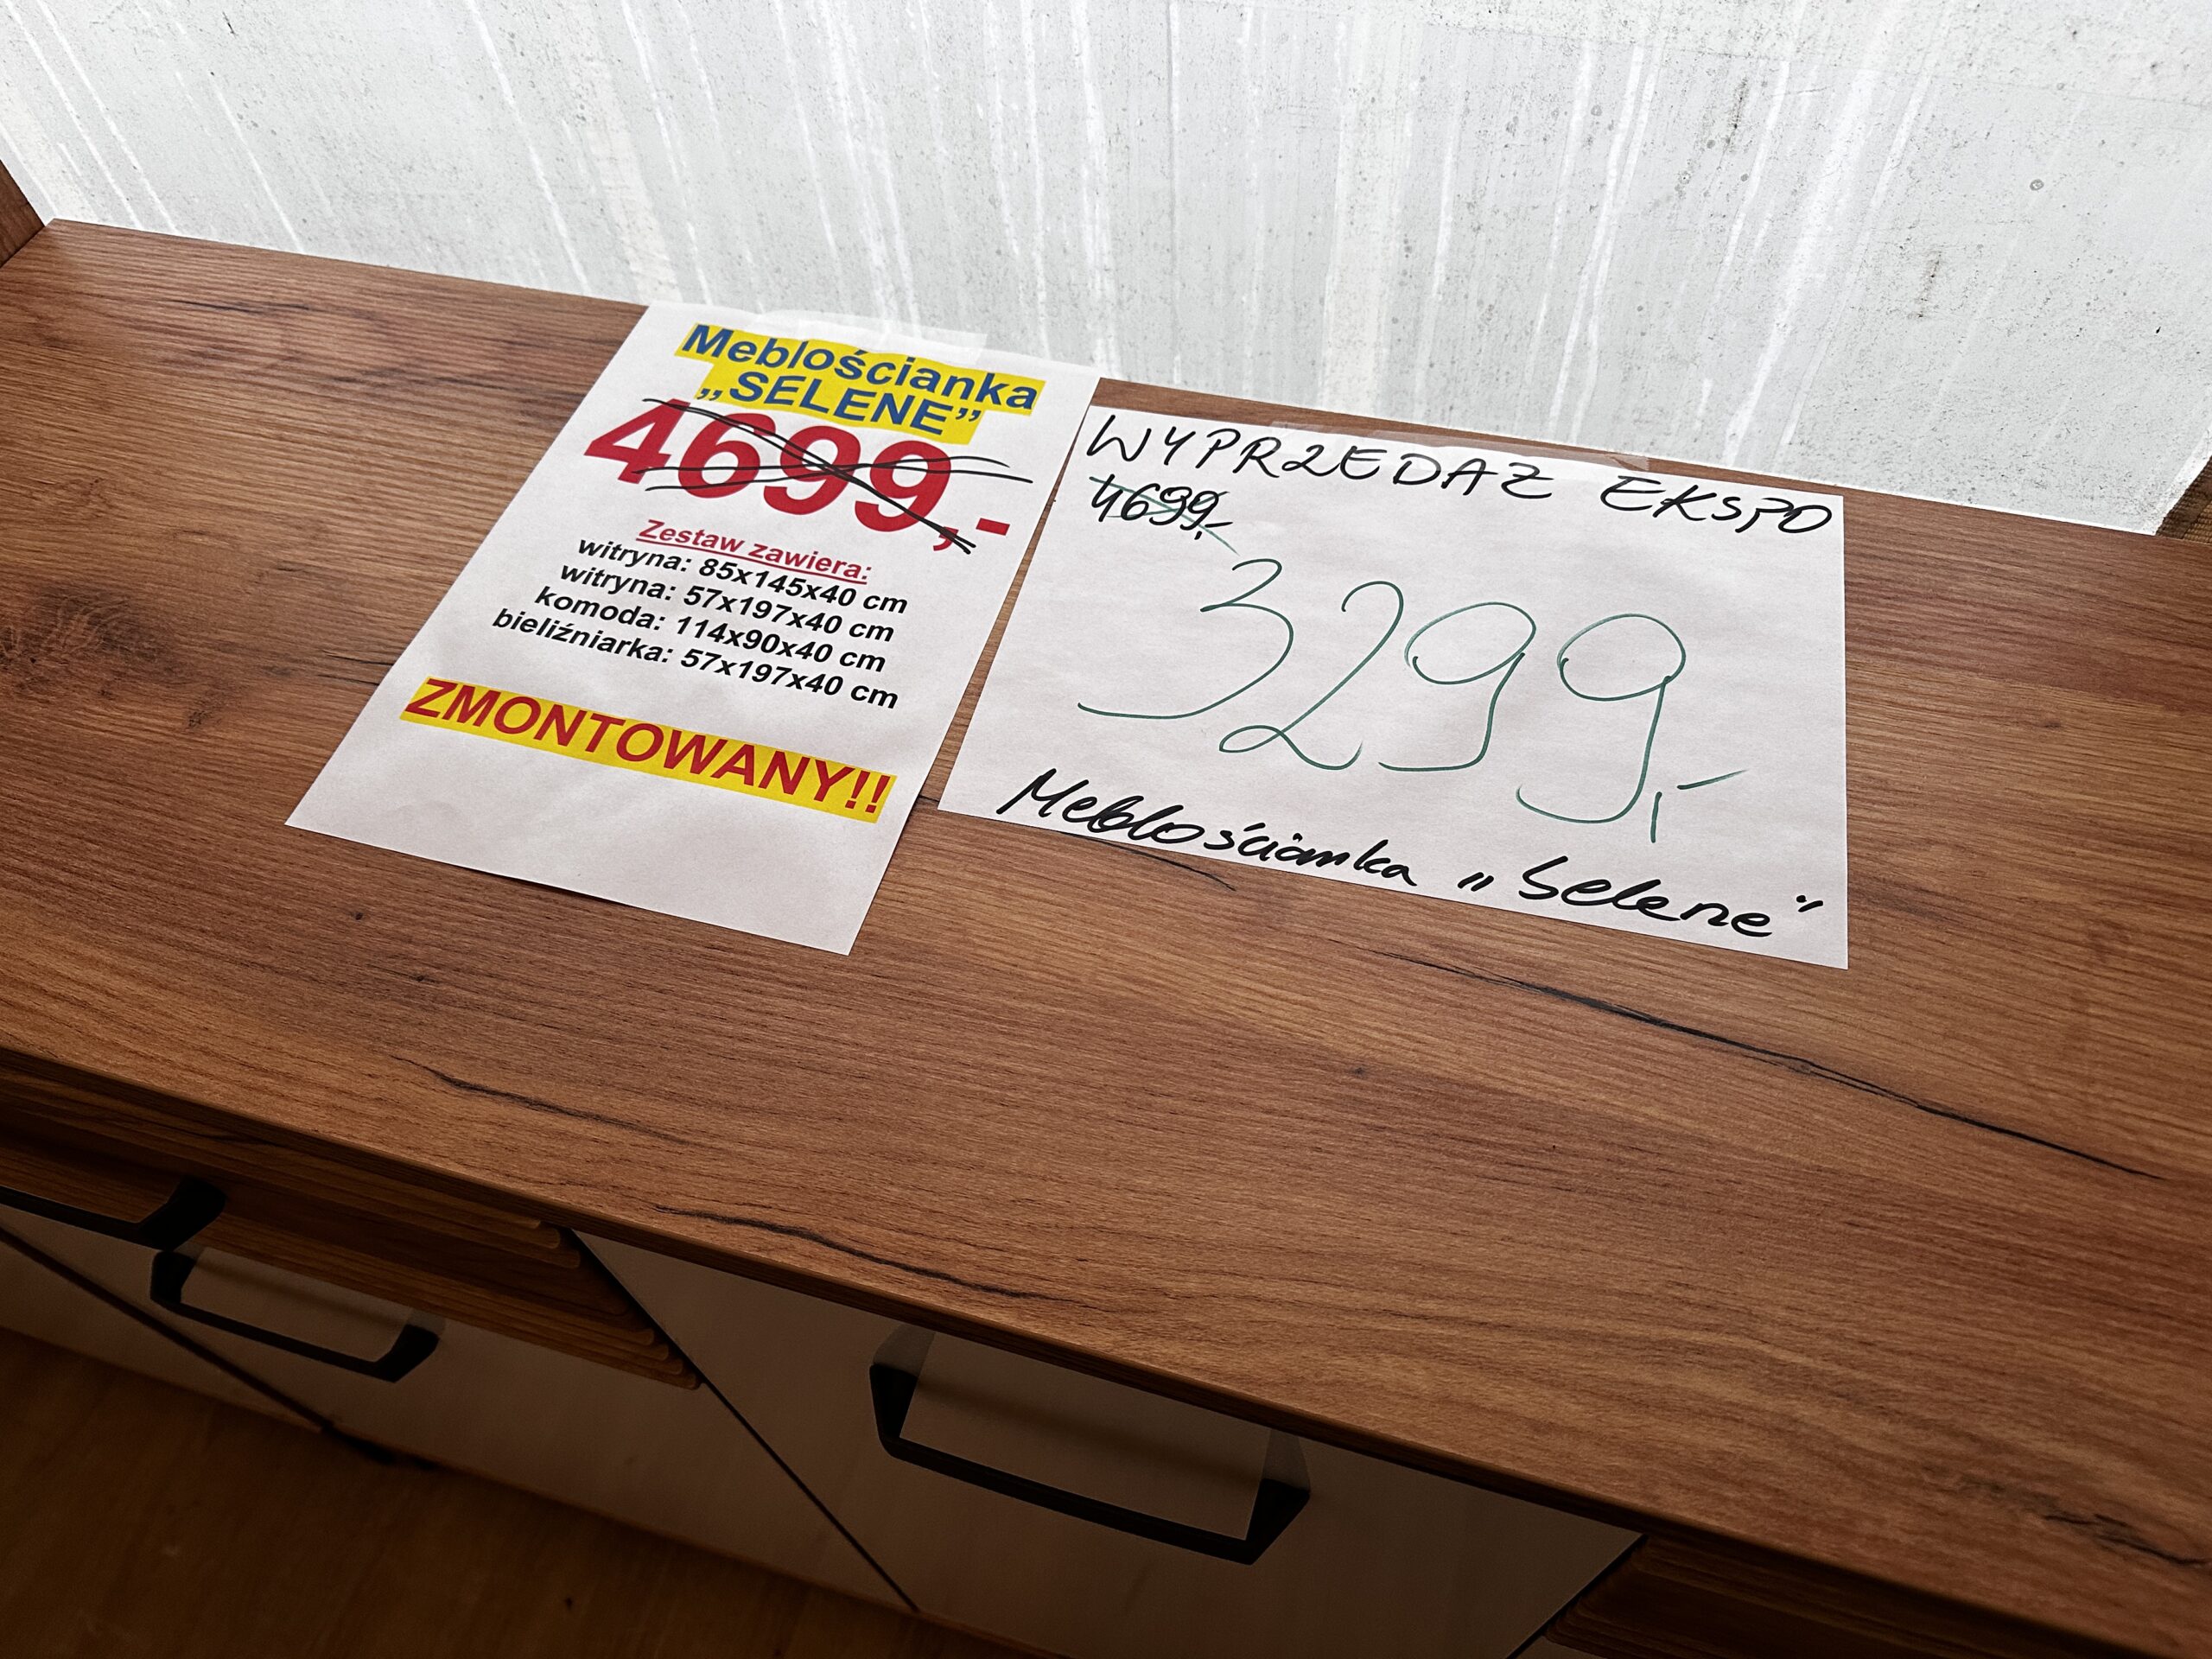 Meblościanka
„SELENE”
4699,-
Zestaw zawiera:
witryna: 85x145x40 cm
witryna: 57x197x40 cm
komoda: 114x90x40 cm
bieliźniarka: 57x197x40 cm
ZMONTOWANY!!
WYPRZEDAŻ EKSPO
4699,-
3299,-
Meblościanka „Selene”